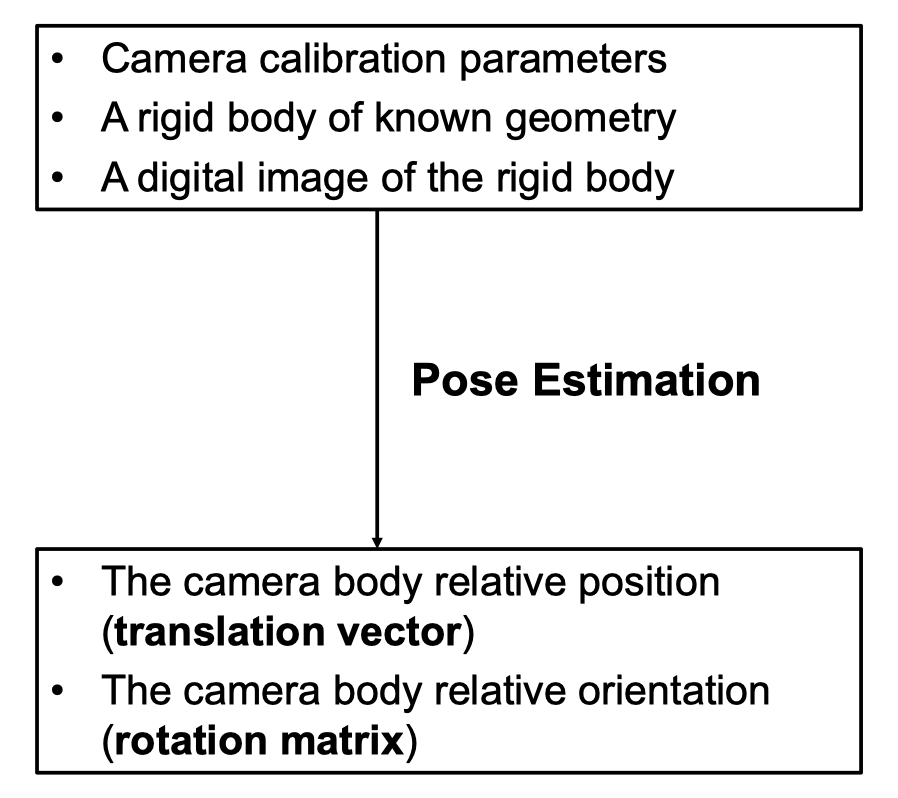 • Camera calibration parameters
• A rigid body of known geometry
• A digital image of the rigid body
Pose Estimation
• The camera body relative position
(translation vector)
• The camera body relative orientation
(rotation matrix)